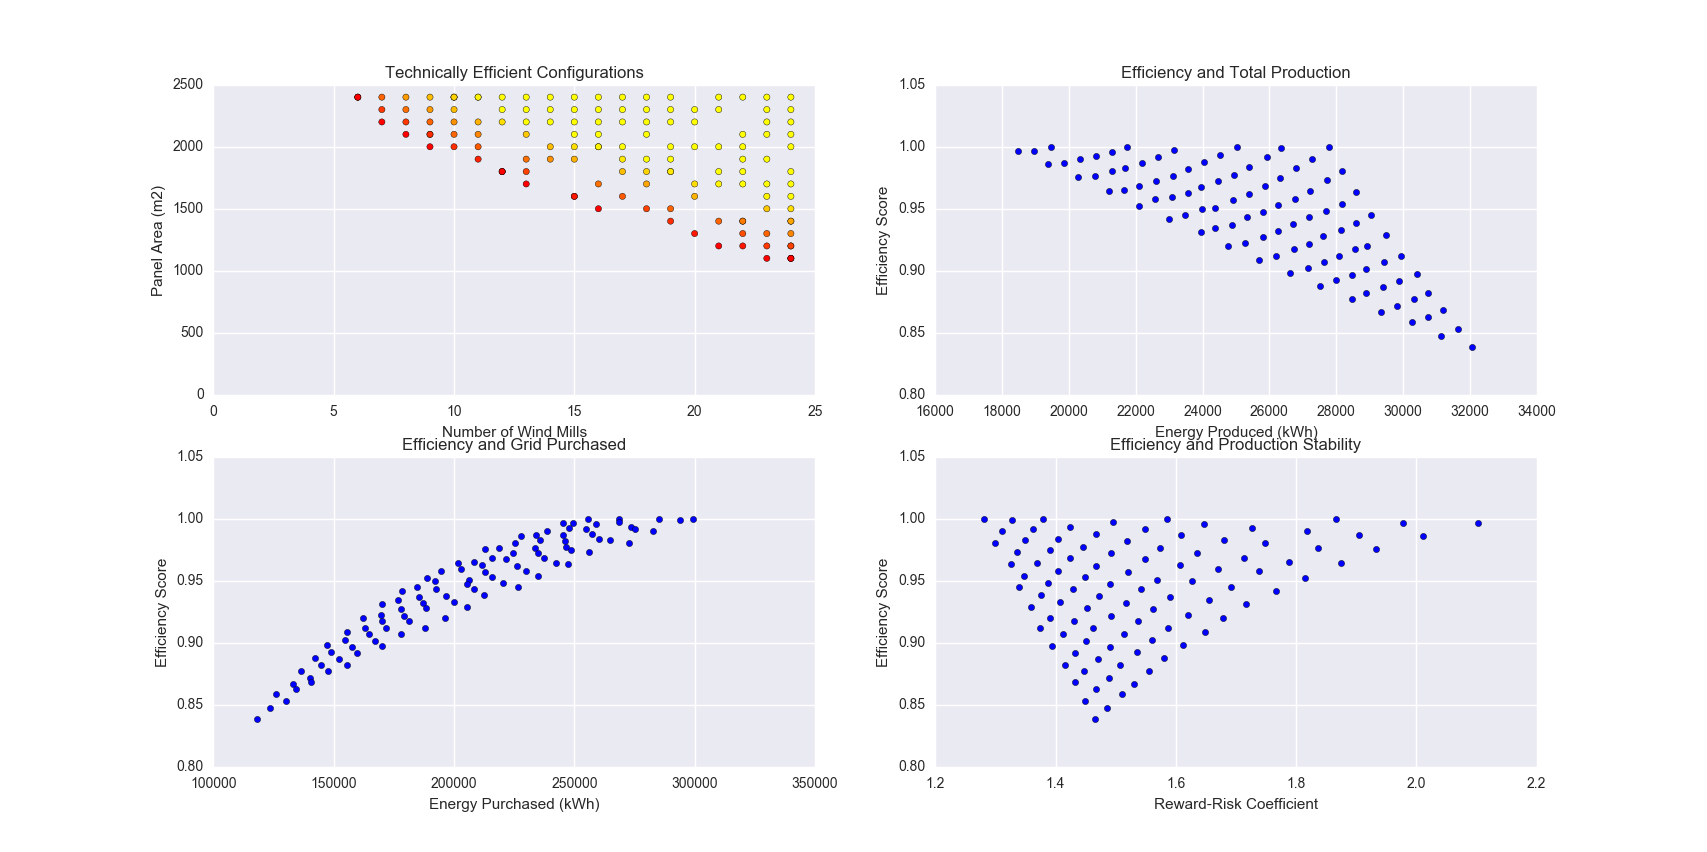 Technically Efficient Configurations
2500
2000
1500
1000
500
0
Panel Area (m2)
0 5 10 15 20 25
Number of Wind Mills
Efficiency and Total Production
1.05
1.00
0.95
0.90
0.85
0.80
Efficiency Score
16000 18000 20000 22000 24000 26000 28000 30000 32000 34000
Energy Produced (kWh)
Efficiency and Grid Purchased
1.05
1.00
0.95
0.90
0.85
0.80
Efficiency Score
100000 150000 200000 250000 300000 350000
Energy Purchased (kWh)
Efficiency and Production Stability
1.05
1.00
0.95
0.90
0.85
0.80
Efficiency Score
1.2 1.4 1.6 1.8 2.0 2.2
Reward-Risk Coefficient